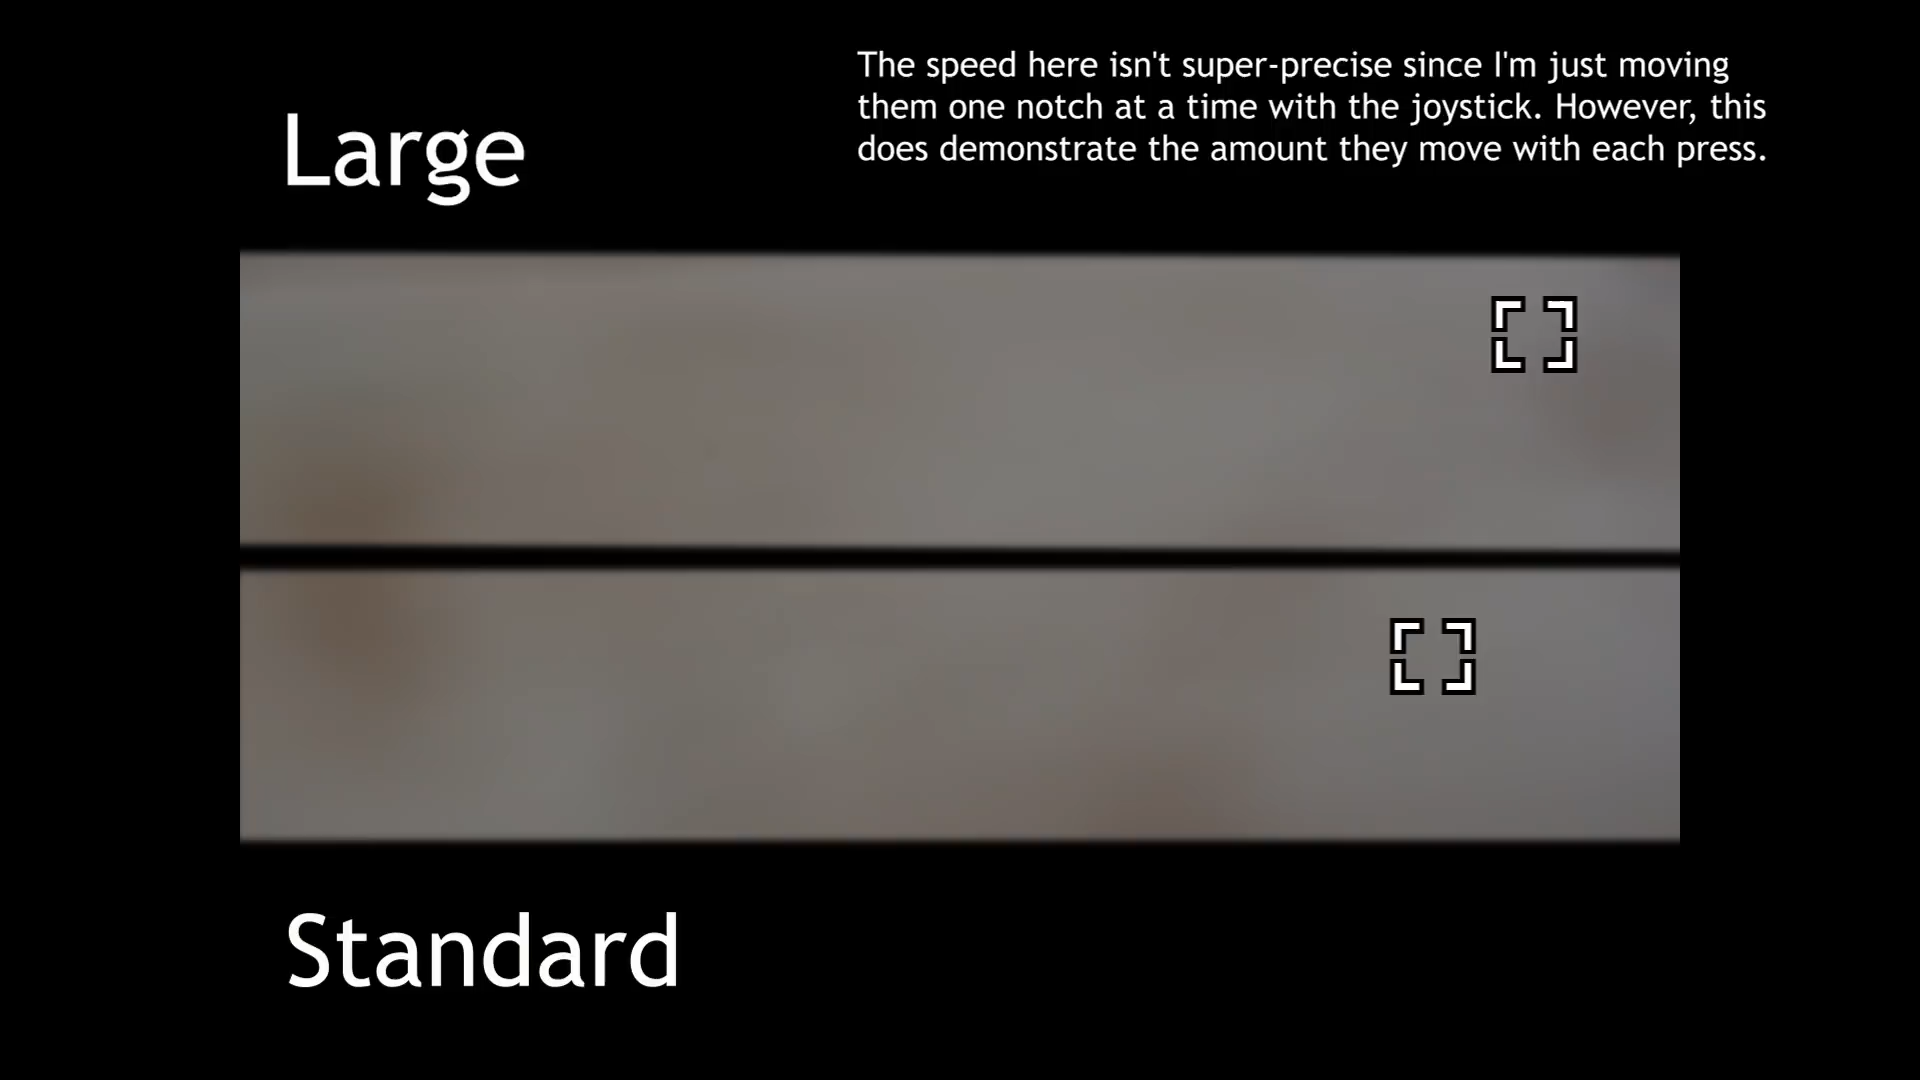 Large
The speed here isn't super-precise since I'm just moving
them one notch at a time with the joystick. However, this
does demonstrate the amount they move with each press.
Standard